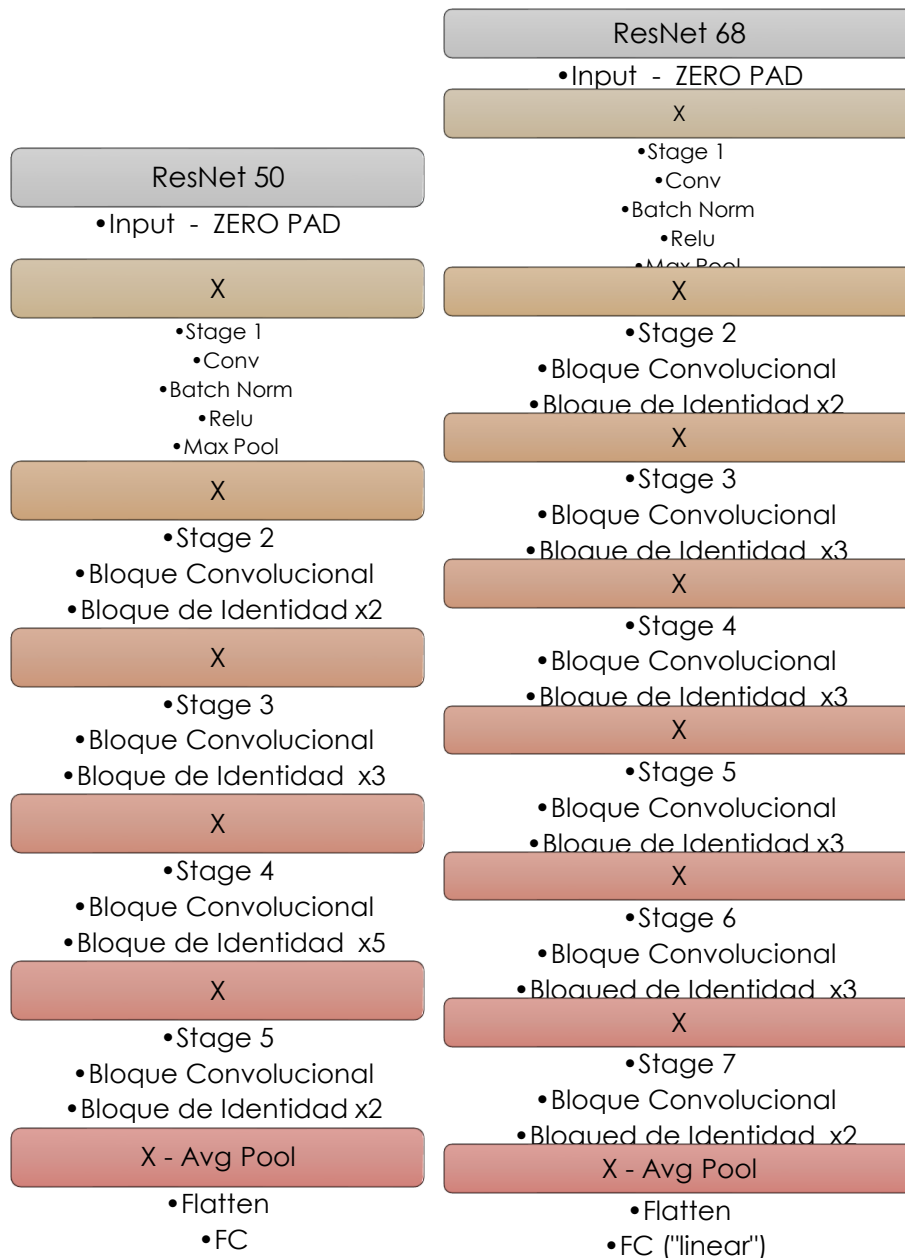 ResNet 50
•Input - ZERO PAD
X
•Stage 1
•Conv
•Batch Norm
•Relu
•Max Pool
X
•Stage 2
•Bloque Convolucional
•Bloque de Identidad x2
X
•Stage 3
•Bloque Convolucional
•Bloque de Identidad x3
X
•Stage 4
•Bloque Convolucional
•Bloque de Identidad x5
X
•Stage 5
•Bloque Convolucional
•Bloque de Identidad x2
X - Avg Pool
•Flatten
•FC
ResNet 68
•Input - ZERO PAD
X
•Stage 1
•Conv
•Batch Norm
•Relu
•Max Pool
X
•Stage 2
•Bloque Convolucional
•Bloque de Identidad x2
X
•Stage 3
•Bloque Convolucional
•Bloque de Identidad x3
X
•Stage 4
•Bloque Convolucional
•Bloque de Identidad x3
X
•Stage 5
•Bloque Convolucional
•Bloque de Identidad x3
X
•Stage 6
•Bloque Convolucional
•Bloqued de Identidad x3
X
•Stage 7
•Bloque Convolucional
•Bloqued de Identidad x2
X - Avg Pool
•Flatten
•FC ("linear")